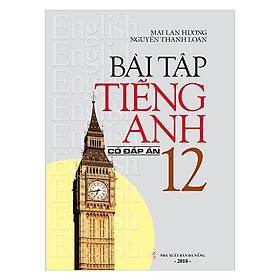 English
MAI LAN HƯƠNG
NGUYỄN THANH LOAN
BÀI TẬP
TIẾNG
ANH
CÓ ĐÁP ÁN
12
NHÀ XUẤT BẢN ĐÀ NẴNG
- 2018 -